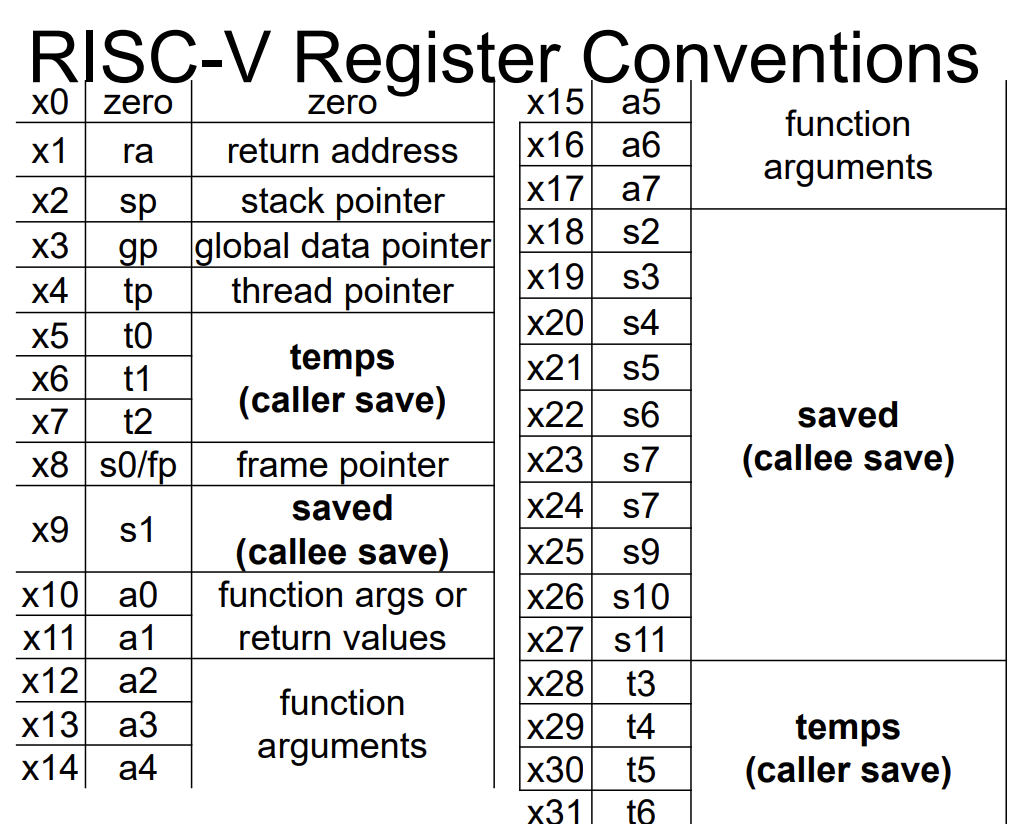 RISC-V Register Conventions
x0 zero zero
x1 ra return address
x2 sp stack pointer
x3 gp global data pointer
x4 tp thread pointer
x5 t0 temps
x6 t1 (caller save)
x7 t2
x8 s0/fp frame pointer
x9 s1 saved
(callee save)
x10 a0 function args or
x11 a1 return values
x12 a2 function
x13 a3 arguments
x14 a4
x15 a5 function
x16 a6 arguments
x17 a7
x18 s2
x19 s3
x20 s4
x21 s5
x22 s6 saved
x23 s7 (callee save)
x24 s7
x25 s9
x26 s10
x27 s11
x28 t3
x29 t4 temps
x30 t5 (caller save)
x31 t6